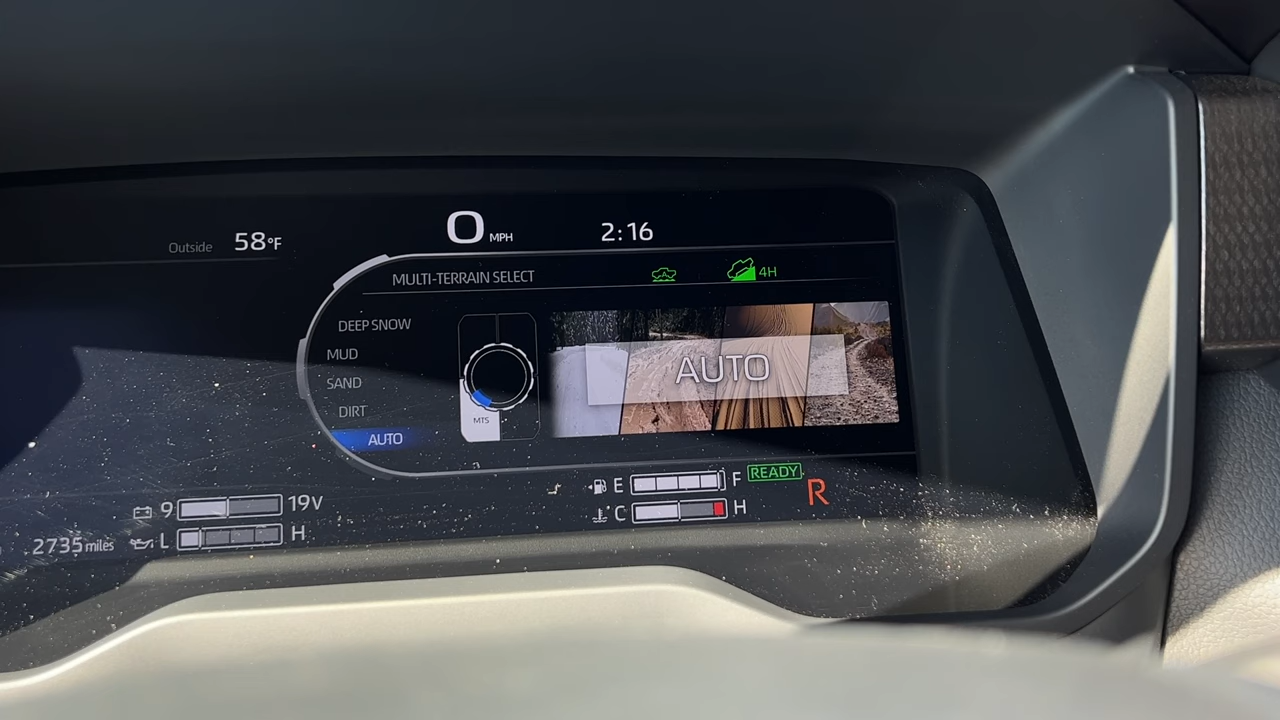 Outside 58°F
0 MPH
2:16
MULTI-TERRAIN SELECT
A
4H
DEEP SNOW
MUD
SAND
DIRT
AUTO
MTS
AUTO
9 19V
L H
2735 miles
E F
C H
READY
R